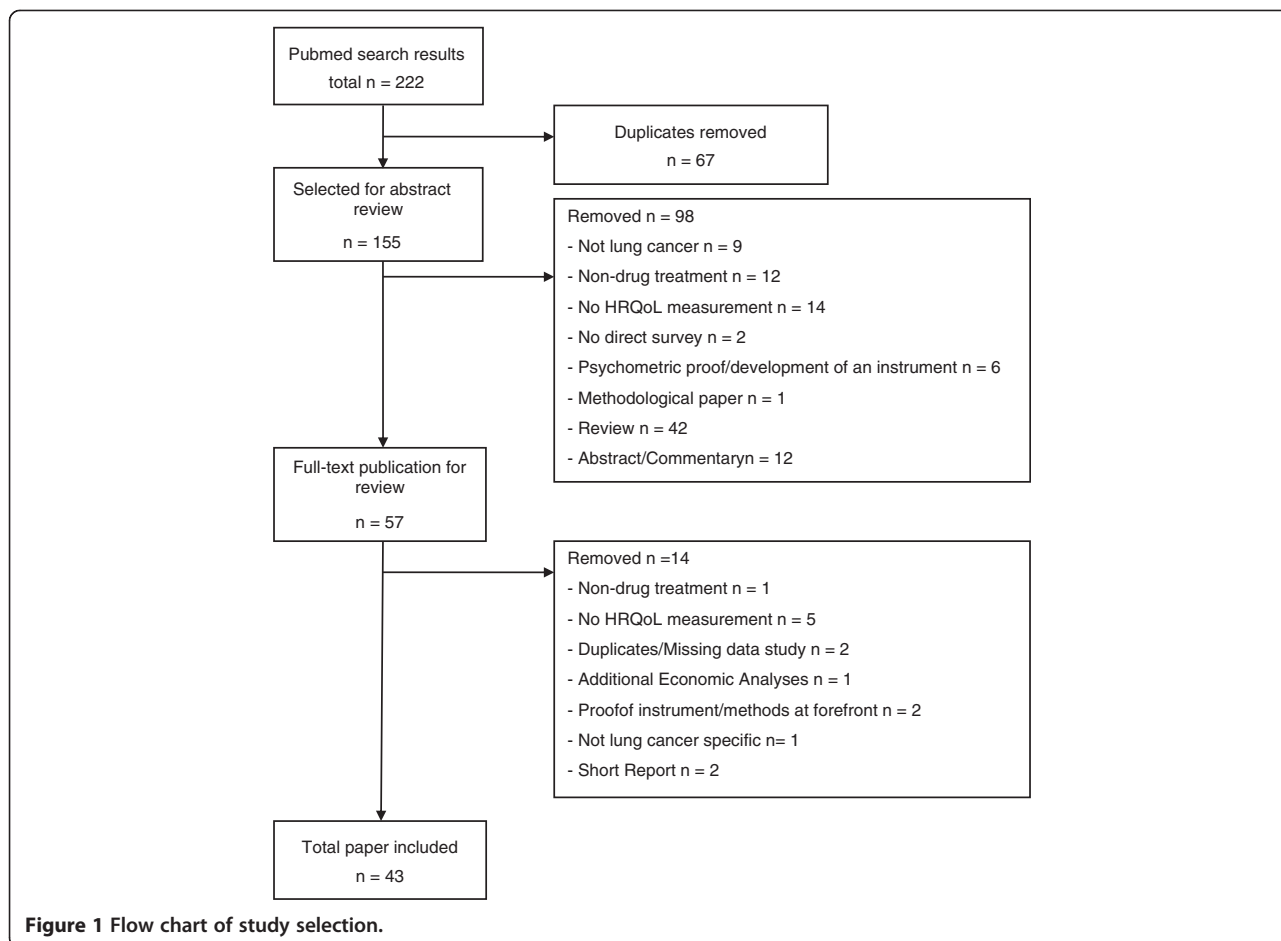 Pubmed search results
total n = 222
Duplicates removed
n = 67
Selected for abstract
review
n = 155
Removed n = 98
- Not lung cancer n = 9
- Non-drug treatment n = 12
- No HRQoL measurement n = 14
- No direct survey n = 2
- Psychometric proof/development of an instrument n = 6
- Methodological paper n = 1
- Review n = 42
- Abstract/Commentaryn = 12
Full-text publication for
review
n = 57
Removed n =14
- Non-drug treatment n = 1
- No HRQoL measurement n = 5
- Duplicates/Missing data study n = 2
- Additional Economic Analyses n = 1
- Proofof instrument/methods at forefront n = 2
- Not lung cancer specific n= 1
- Short Report n = 2
Total paper included
n = 43
Figure 1 Flow chart of study selection.